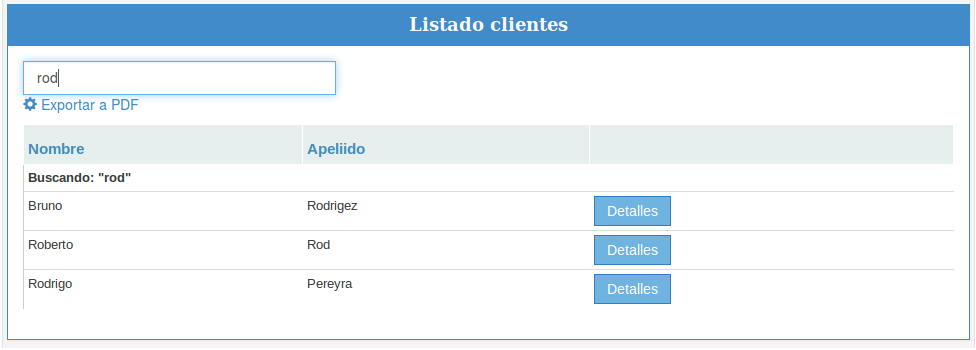 Listado clientes
rod
Exportar a PDF
Nombre Apeliido
Buscando: "rod"
Bruno Rodrigez Detalles
Roberto Rod Detalles
Rodrigo Pereyra Detalles